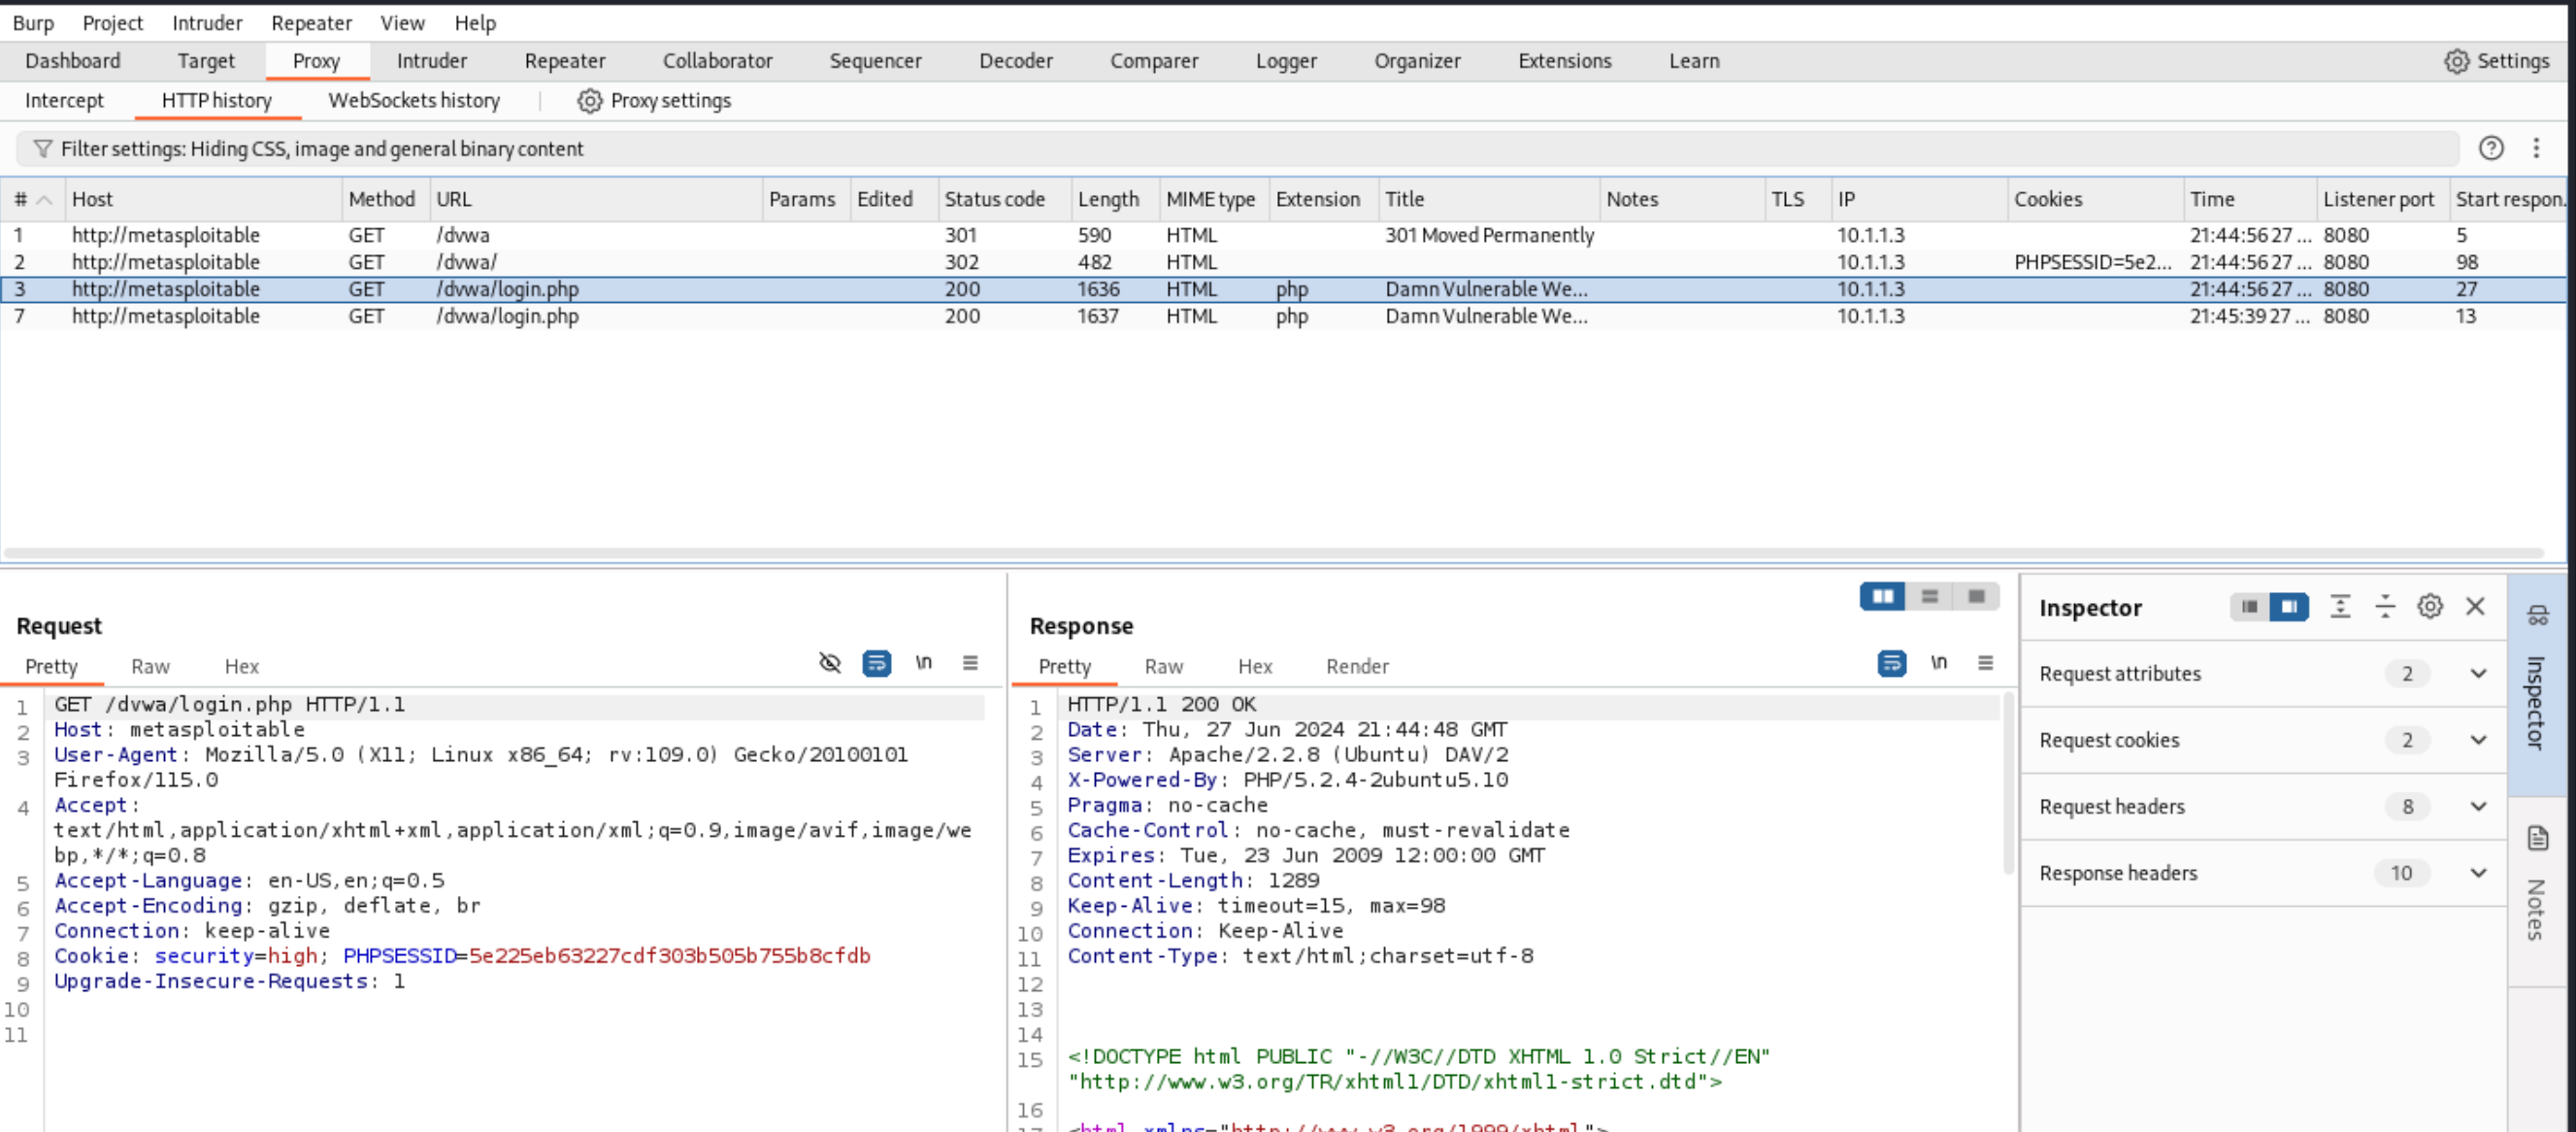 Burp Project Intruder Repeater View Help
Dashboard Target Proxy Intruder Repeater Collaborator Sequencer Decoder Comparer Logger Organizer Extensions Learn Settings
Intercept HTTP history WebSockets history Proxy settings
Filter settings: Hiding CSS, image and general binary content
# Host Method URL Params Edited Status code Length MIME type Extension Title Notes TLS IP Cookies Time Listener port Start respon.
1 http://metasploitable GET /dvwa 301 590 HTML 301 Moved Permanently 10.1.1.3 21:44:56 27 ... 8080 5
2 http://metasploitable GET /dvwa/ 302 482 HTML 10.1.1.3 PHPSESSID=5e2... 21:44:56 27 ... 8080 98
3 http://metasploitable GET /dvwa/login.php 200 1636 HTML php Damn Vulnerable We... 10.1.1.3 21:44:56 27 ... 8080 27
7 http://metasploitable GET /dvwa/login.php 200 1637 HTML php Damn Vulnerable We... 10.1.1.3 21:45:39 27 ... 8080 13
Request
Pretty Raw Hex \n
1 GET /dvwa/login.php HTTP/1.1
2 Host: metasploitable
3 User-Agent: Mozilla/5.0 (X11; Linux x86_64; rv:109.0) Gecko/20100101
Firefox/115.0
4 Accept:
text/html,application/xhtml+xml,application/xml;q=0.9,image/avif,image/we
bp,*/*;q=0.8
5 Accept-Language: en-US,en;q=0.5
6 Accept-Encoding: gzip, deflate, br
7 Connection: keep-alive
8 Cookie: security=high; PHPSESSID=5e225eb63227cdf303b505b755b8cfdb
9 Upgrade-Insecure-Requests: 1
10
11
Response
Pretty Raw Hex Render \n
1 HTTP/1.1 200 OK
2 Date: Thu, 27 Jun 2024 21:44:48 GMT
3 Server: Apache/2.2.8 (Ubuntu) DAV/2
4 X-Powered-By: PHP/5.2.4-2ubuntu5.10
5 Pragma: no-cache
6 Cache-Control: no-cache, must-revalidate
7 Expires: Tue, 23 Jun 2009 12:00:00 GMT
8 Content-Length: 1289
9 Keep-Alive: timeout=15, max=98
10 Connection: Keep-Alive
11 Content-Type: text/html;charset=utf-8
12
13
14
15 <!DOCTYPE html PUBLIC "-//W3C//DTD XHTML 1.0 Strict//EN"
"http://www.w3.org/TR/xhtml1/DTD/xhtml1-strict.dtd">
16
17 <html xmlns="http://www.w3.org/1999/xhtml">
Inspector
Request attributes 2
Request cookies 2
Request headers 8
Response headers 10
Inspector
Notes